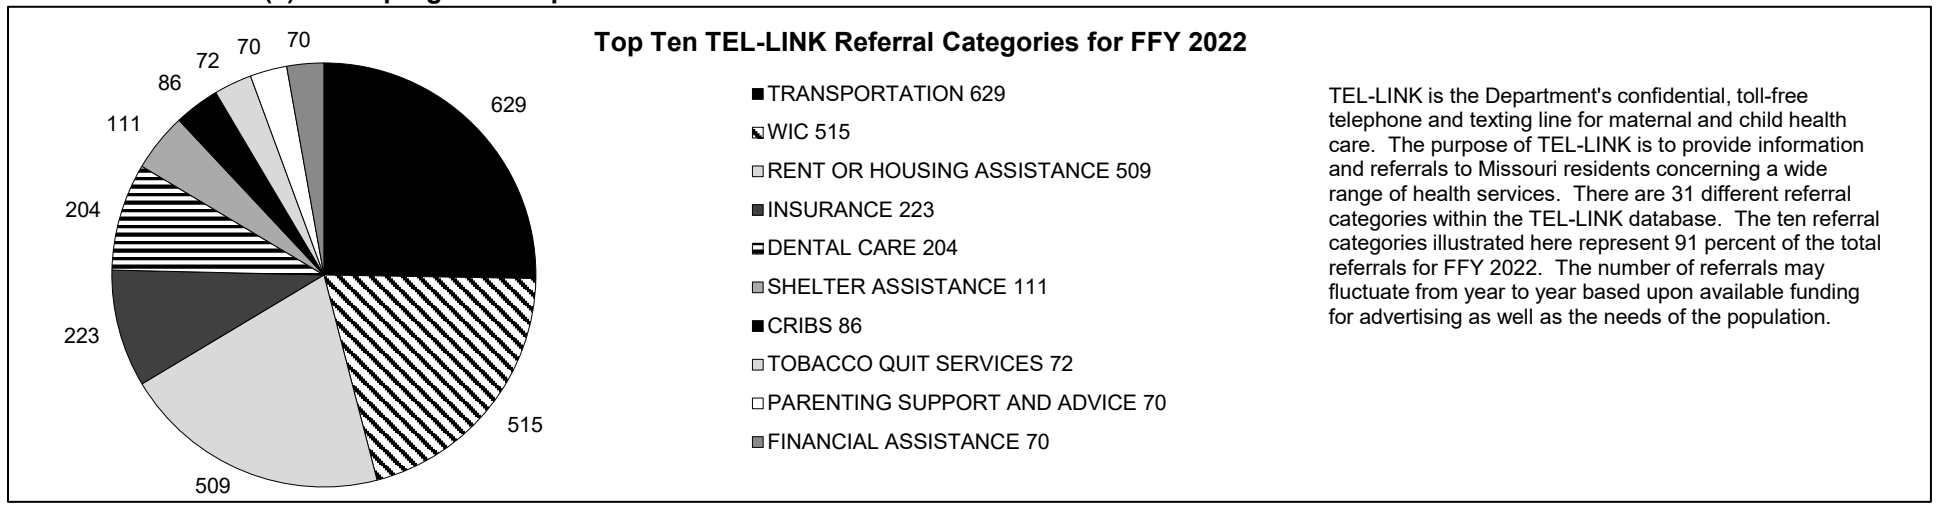 Top Ten TEL-LINK Referral Categories for FFY 2022
629
515
509
223
204
111
86
72
70
70
TRANSPORTATION 629
WIC 515
RENT OR HOUSING ASSISTANCE 509
INSURANCE 223
DENTAL CARE 204
SHELTER ASSISTANCE 111
CRIBS 86
TOBACCO QUIT SERVICES 72
PARENTING SUPPORT AND ADVICE 70
FINANCIAL ASSISTANCE 70
TEL-LINK is the Department's confidential, toll-free
telephone and texting line for maternal and child health
care.  The purpose of TEL-LINK is to provide information
and referrals to Missouri residents concerning a wide
range of health services.  There are 31 different referral
categories within the TEL-LINK database.  The ten referral
categories illustrated here represent 91 percent of the total
referrals for FFY 2022.  The number of referrals may
fluctuate from year to year based upon available funding
for advertising as well as the needs of the population.